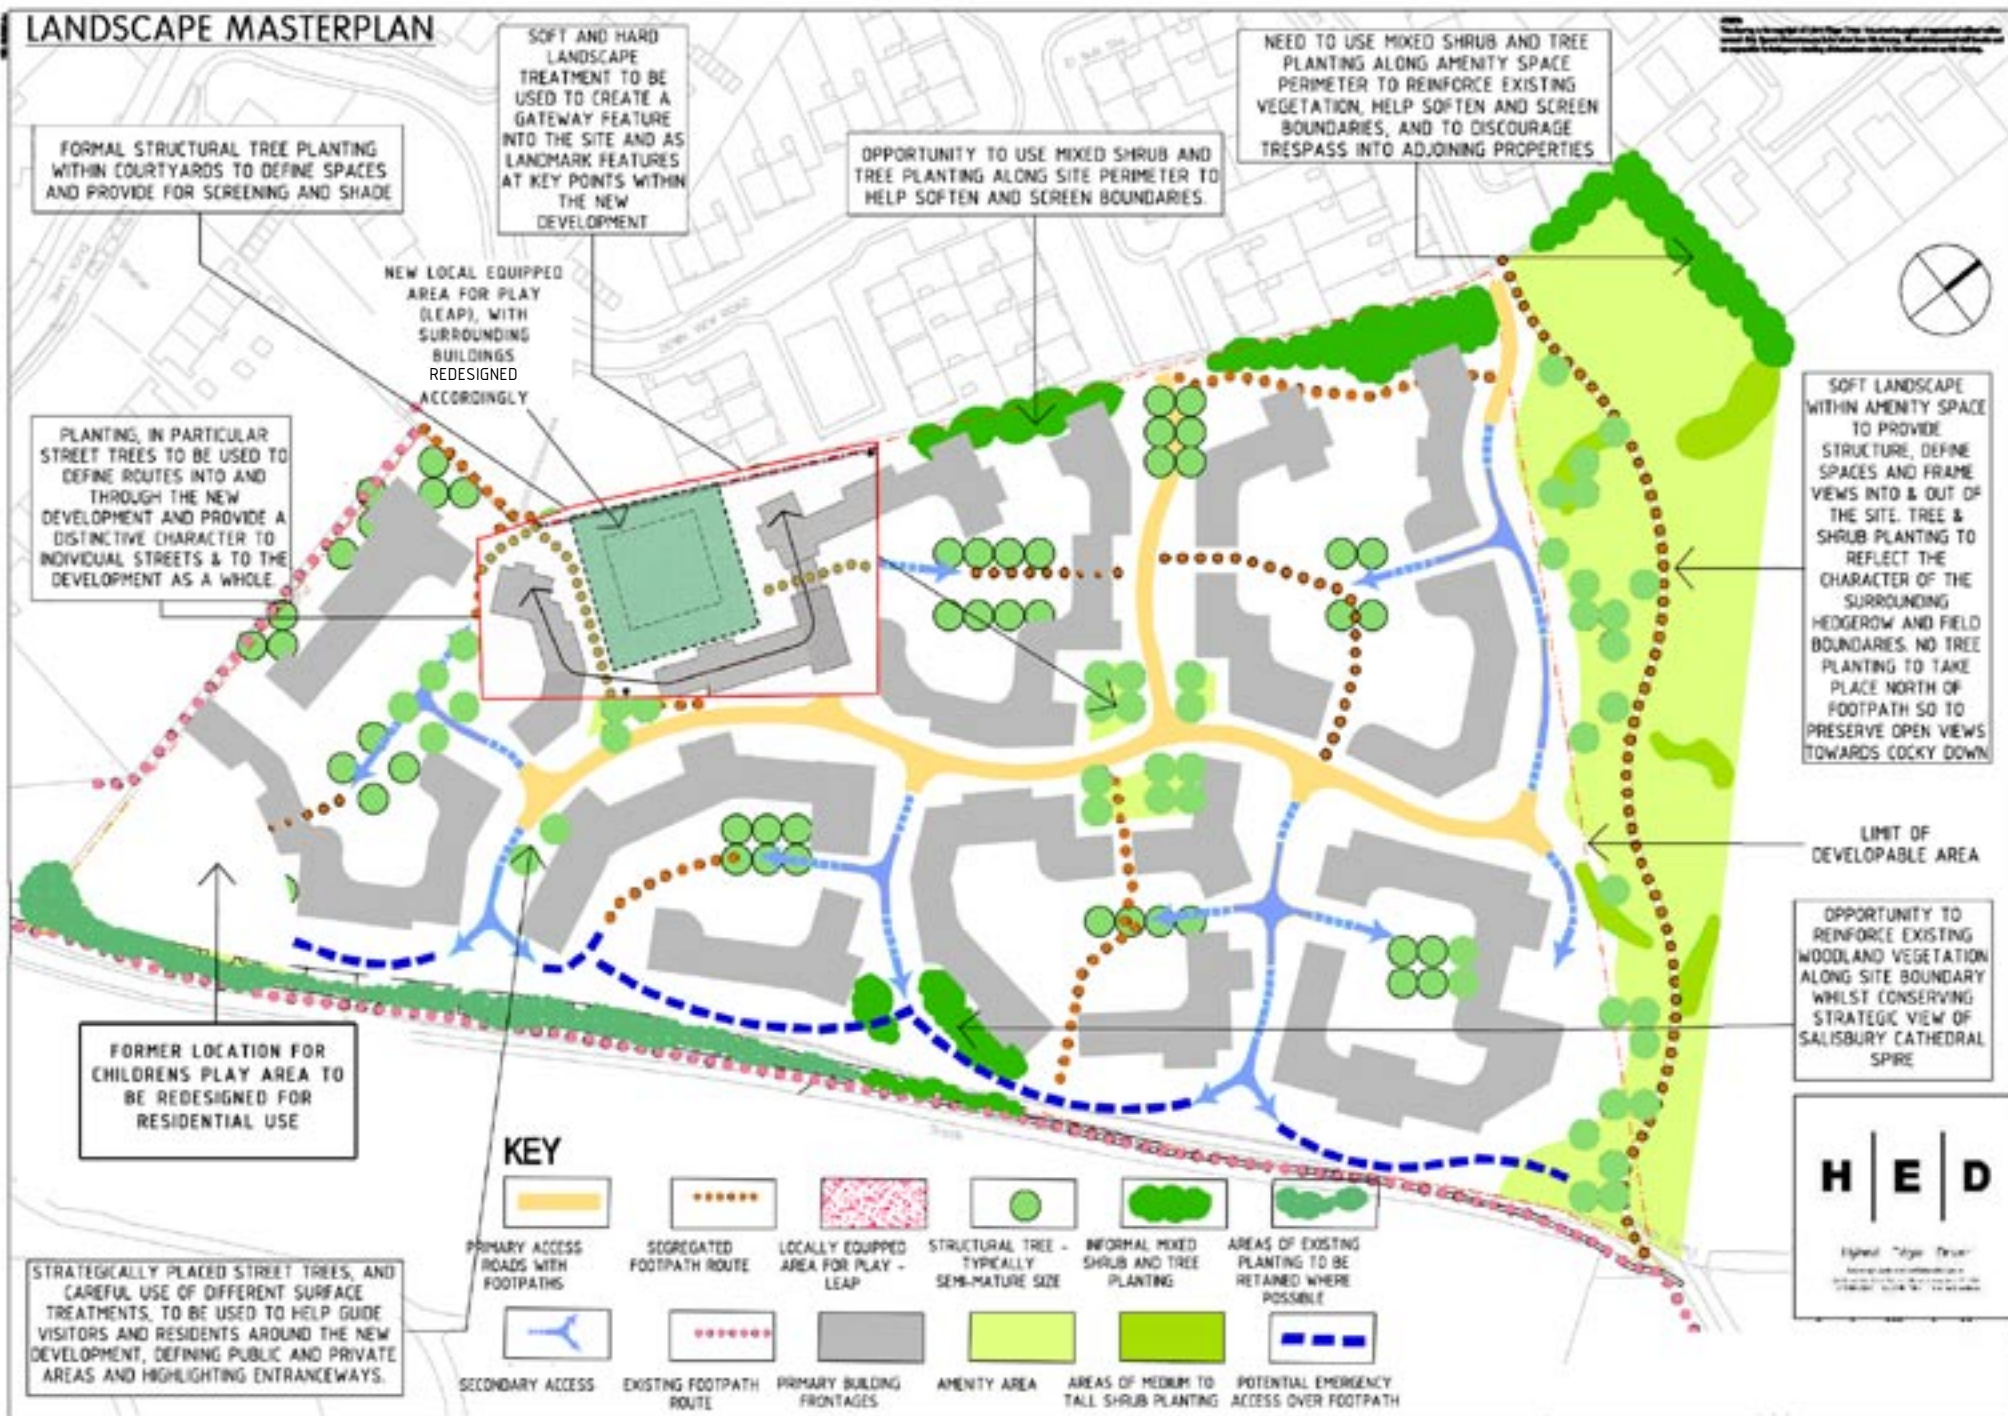 LANDSCAPE MASTERPLAN
SOFT AND HARD
LANDSCAPE
TREATMENT TO BE
USED TO CREATE A
GATEWAY FEATURE
INTO THE SITE AND AS
LANDMARK FEATURES
AT KEY POINTS WITHIN
THE NEW
DEVELOPMENT
NEED TO USE MIXED SHRUB AND TREE
PLANTING ALONG AMENITY SPACE
PERIMETER TO REINFORCE EXISTING
VEGETATION, HELP SOFTEN AND SCREEN
BOUNDARIES, AND TO DISCOURAGE
TRESPASS INTO ADJOINING PROPERTIES
FORMAL STRUCTURAL TREE PLANTING
WITHIN COURTYARDS TO DEFINE SPACES
AND PROVIDE FOR SCREENING AND SHADE
OPPORTUNITY TO USE MIXED SHRUB AND
TREE PLANTING ALONG SITE PERIMETER TO
HELP SOFTEN AND SCREEN BOUNDARIES.
NEW LOCAL EQUIPPED
AREA FOR PLAY
(LEAP), WITH
SURROUNDING
BUILDINGS
REDESIGNED
ACCORDINGLY
DOWN VIEW ROAD
PLANTING, IN PARTICULAR
STREET TREES TO BE USED TO
DEFINE ROUTES INTO AND
THROUGH THE NEW
DEVELOPMENT AND PROVIDE A
DISTINCTIVE CHARACTER TO
INDIVIDUAL STREETS & TO THE
DEVELOPMENT AS A WHOLE.
SOFT LANDSCAPE
WITHIN AMENITY SPACE
TO PROVIDE
STRUCTURE, DEFINE
SPACES AND FRAME
VIEWS INTO & OUT OF
THE SITE. TREE &
SHRUB PLANTING TO
REFLECT THE
CHARACTER OF THE
SURROUNDING
HEDGEROW AND FIELD
BOUNDARIES. NO TREE
PLANTING TO TAKE
PLACE NORTH OF
FOOTPATH SO TO
PRESERVE OPEN VIEWS
TOWARDS COCKY DOWN
LIMIT OF
DEVELOPABLE AREA
OPPORTUNITY TO
REINFORCE EXISTING
WOODLAND VEGETATION
ALONG SITE BOUNDARY
WHILST CONSERVING
STRATEGIC VIEW OF
SALISBURY CATHEDRAL
SPIRE
FORMER LOCATION FOR
CHILDRENS PLAY AREA TO
BE REDESIGNED FOR
RESIDENTIAL USE
STRATEGICALLY PLACED STREET TREES, AND
CAREFUL USE OF DIFFERENT SURFACE
TREATMENTS, TO BE USED TO HELP GUIDE
VISITORS AND RESIDENTS AROUND THE NEW
DEVELOPMENT, DEFINING PUBLIC AND PRIVATE
AREAS AND HIGHLIGHTING ENTRANCEWAYS.
KEY
PRIMARY ACCESS
ROADS WITH
FOOTPATHS
SEGREGATED
FOOTPATH ROUTE
LOCALLY EQUIPPED
AREA FOR PLAY -
LEAP
STRUCTURAL TREE -
TYPICALLY
SEMI-MATURE SIZE
INFORMAL MIXED
SHRUB AND TREE
PLANTING
AREAS OF EXISTING
PLANTING TO BE
RETAINED WHERE
POSSIBLE
SECONDARY ACCESS
EXISTING FOOTPATH
ROUTE
PRIMARY BUILDING
FRONTAGES
AMENITY AREA
AREAS OF MEDIUM TO
TALL SHRUB PLANTING
POTENTIAL EMERGENCY
ACCESS OVER FOOTPATH
H E D